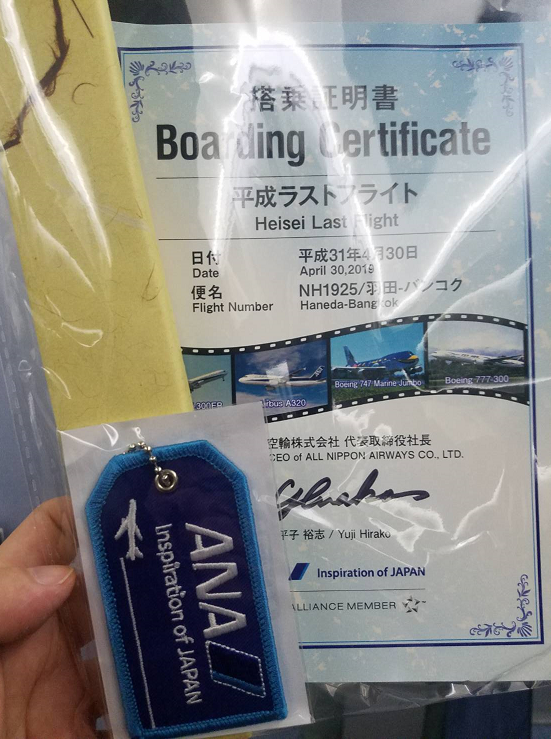 搭乗証明書
Boarding Certificate
平成ラストフライト
Heisei Last Flight
日付 平成31年4月30日
Date April 30,2019
便名 NH1925/羽田-バンコク
Flight Number Haneda-Bangkok
Airbus A320
Boeing 747 Marine Jumbo
Boeing 777-300
空輸株式会社 代表取締役社長
CEO of ALL NIPPON AIRWAYS CO., LTD.
平子 裕志 / Yuji Hirako
Inspiration of JAPAN
ALLIANCE MEMBER
ANA
Inspiration of JAPAN